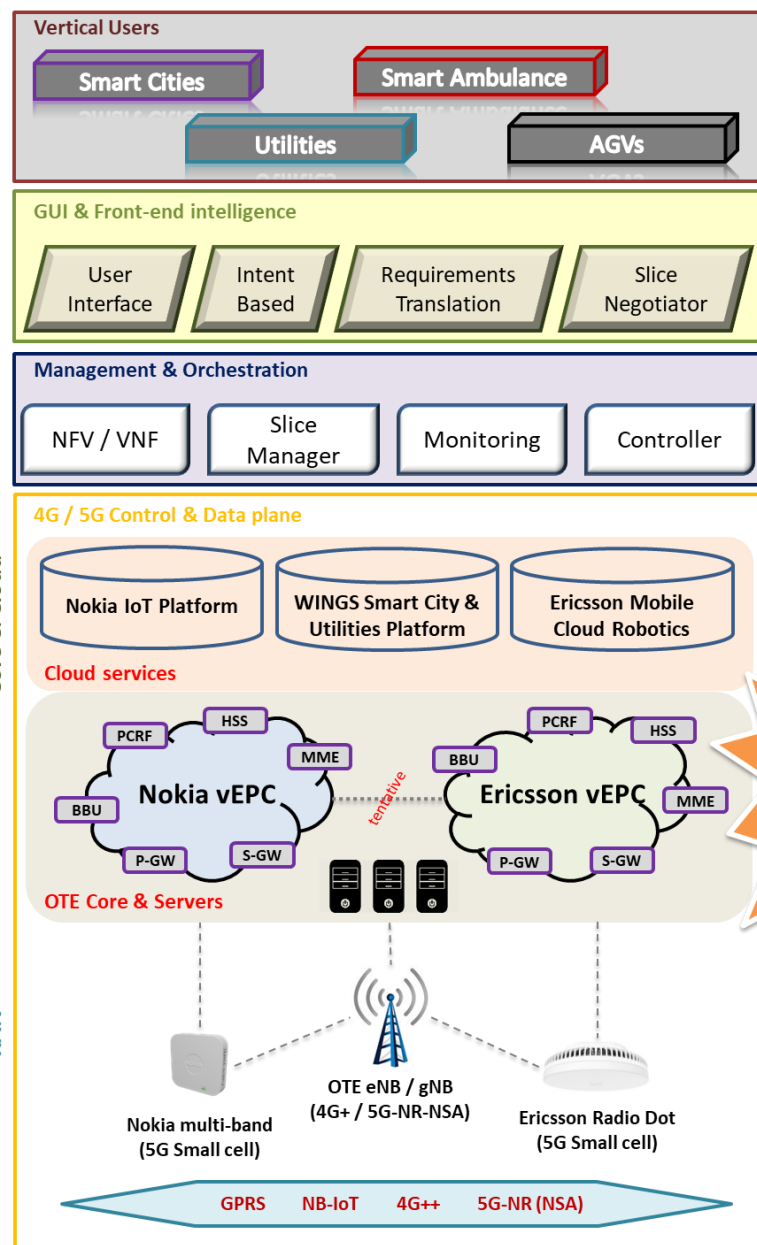 Vertical Users
Smart Cities
Smart Ambulance
Utilities
AGVs
GUI & Front-end intelligence
User
Interface
Intent
Based
Requirements
Translation
Slice
Negotiator
Management & Orchestration
NFV / VNF
Slice
Manager
Monitoring
Controller
4G / 5G Control & Data plane
Nokia IoT Platform
WINGS Smart City &
Utilities Platform
Ericsson Mobile
Cloud Robotics
Cloud services
PCRF
HSS
MME
BBU
Nokia vEPC
P-GW
S-GW
tentative
PCRF
HSS
BBU
MME
Ericsson vEPC
P-GW
S-GW
OTE Core & Servers
OTE eNB / gNB
(4G+ / 5G-NR-NSA)
Nokia multi-band
(5G Small cell)
Ericsson Radio Dot
(5G Small cell)
GPRS NB-IoT 4G++ 5G-NR (NSA)